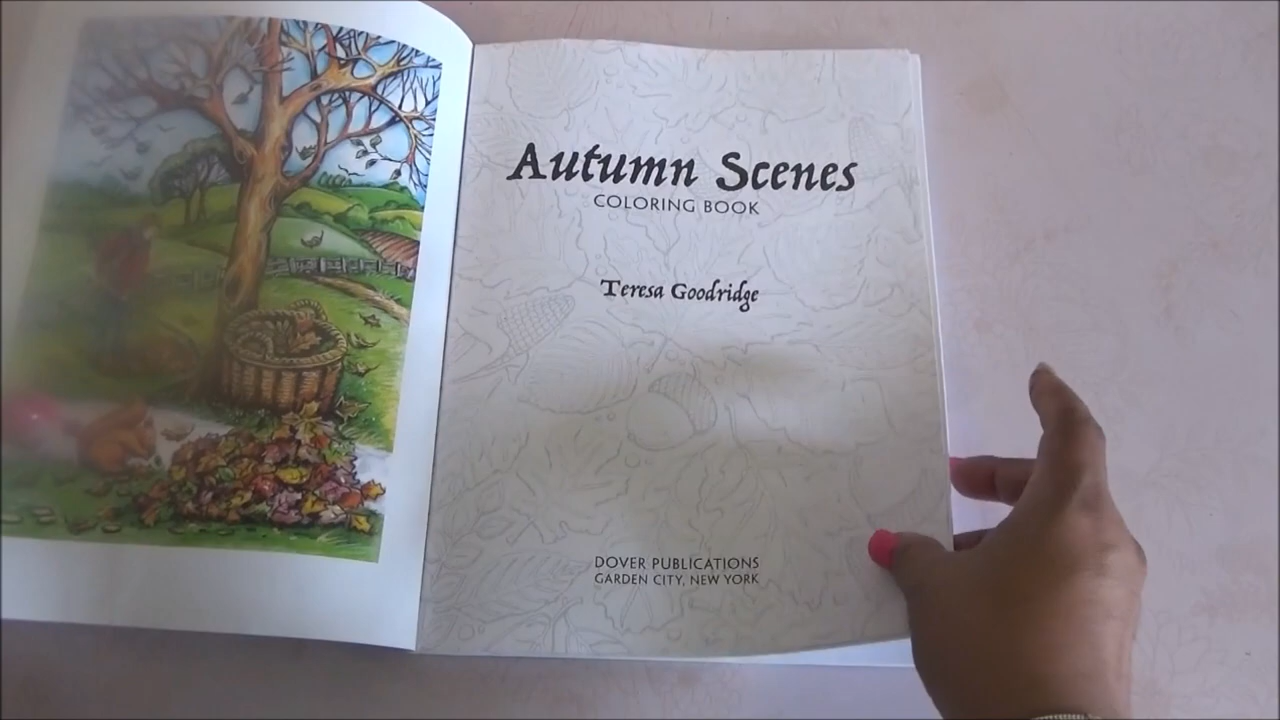 Autumn Scenes
COLORING BOOK
Teresa Goodridge
DOVER PUBLICATIONS
GARDEN CITY, NEW YORK